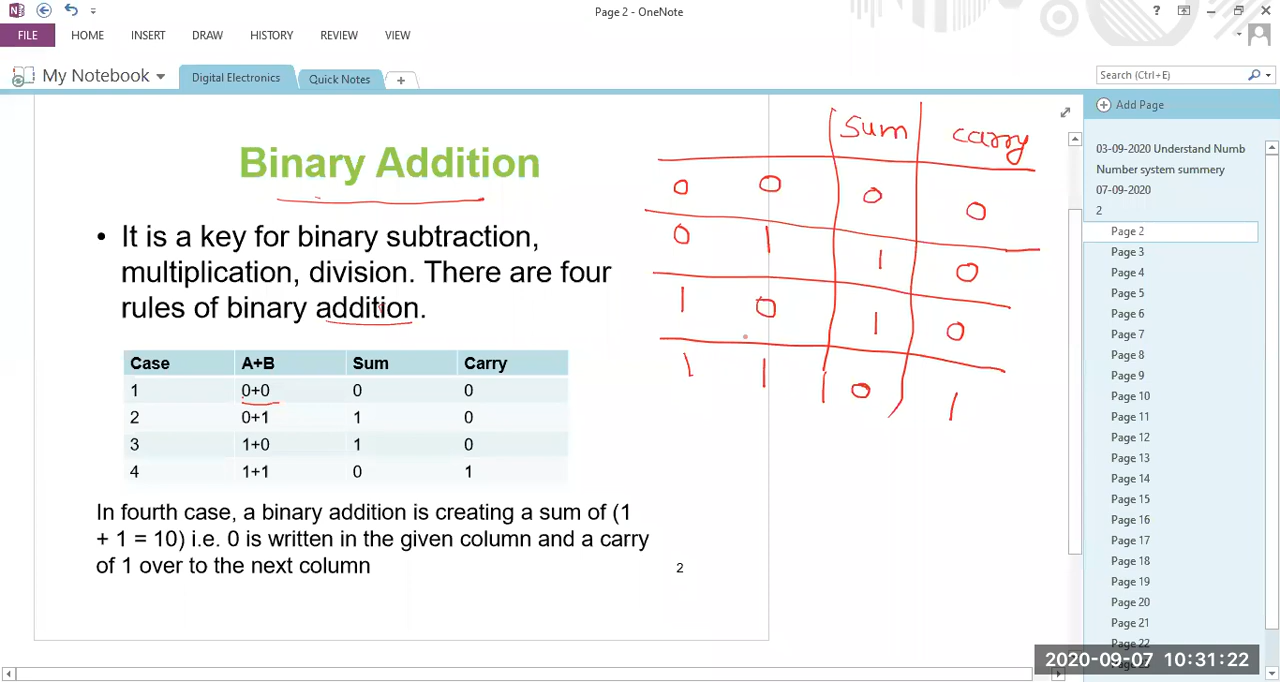 Page 2 - OneNote
?
FILE HOME INSERT DRAW HISTORY REVIEW VIEW
My Notebook Digital Electronics Quick Notes +
Search (Ctrl+E)
Add Page
03-09-2020 Understand Numb
Number system summery
07-09-2020
2
Page 2
Page 3
Page 4
Page 5
Page 6
Page 7
Page 8
Page 9
Page 10
Page 11
Page 12
Page 13
Page 14
Page 15
Page 16
Page 17
Page 18
Page 19
Page 20
Page 21
Page 22
Binary Addition
• It is a key for binary subtraction,
multiplication, division. There are four
rules of binary addition.
Case A+B Sum Carry
1 0+0 0 0
2 0+1 1 0
3 1+0 1 0
4 1+1 0 1
In fourth case, a binary addition is creating a sum of (1
+ 1 = 10) i.e. 0 is written in the given column and a carry
of 1 over to the next column
2
Sum Carry
0 0 0 0
0 1 1 0
1 0 1 0
1 1 0 1
2020-09-07 10:31:22